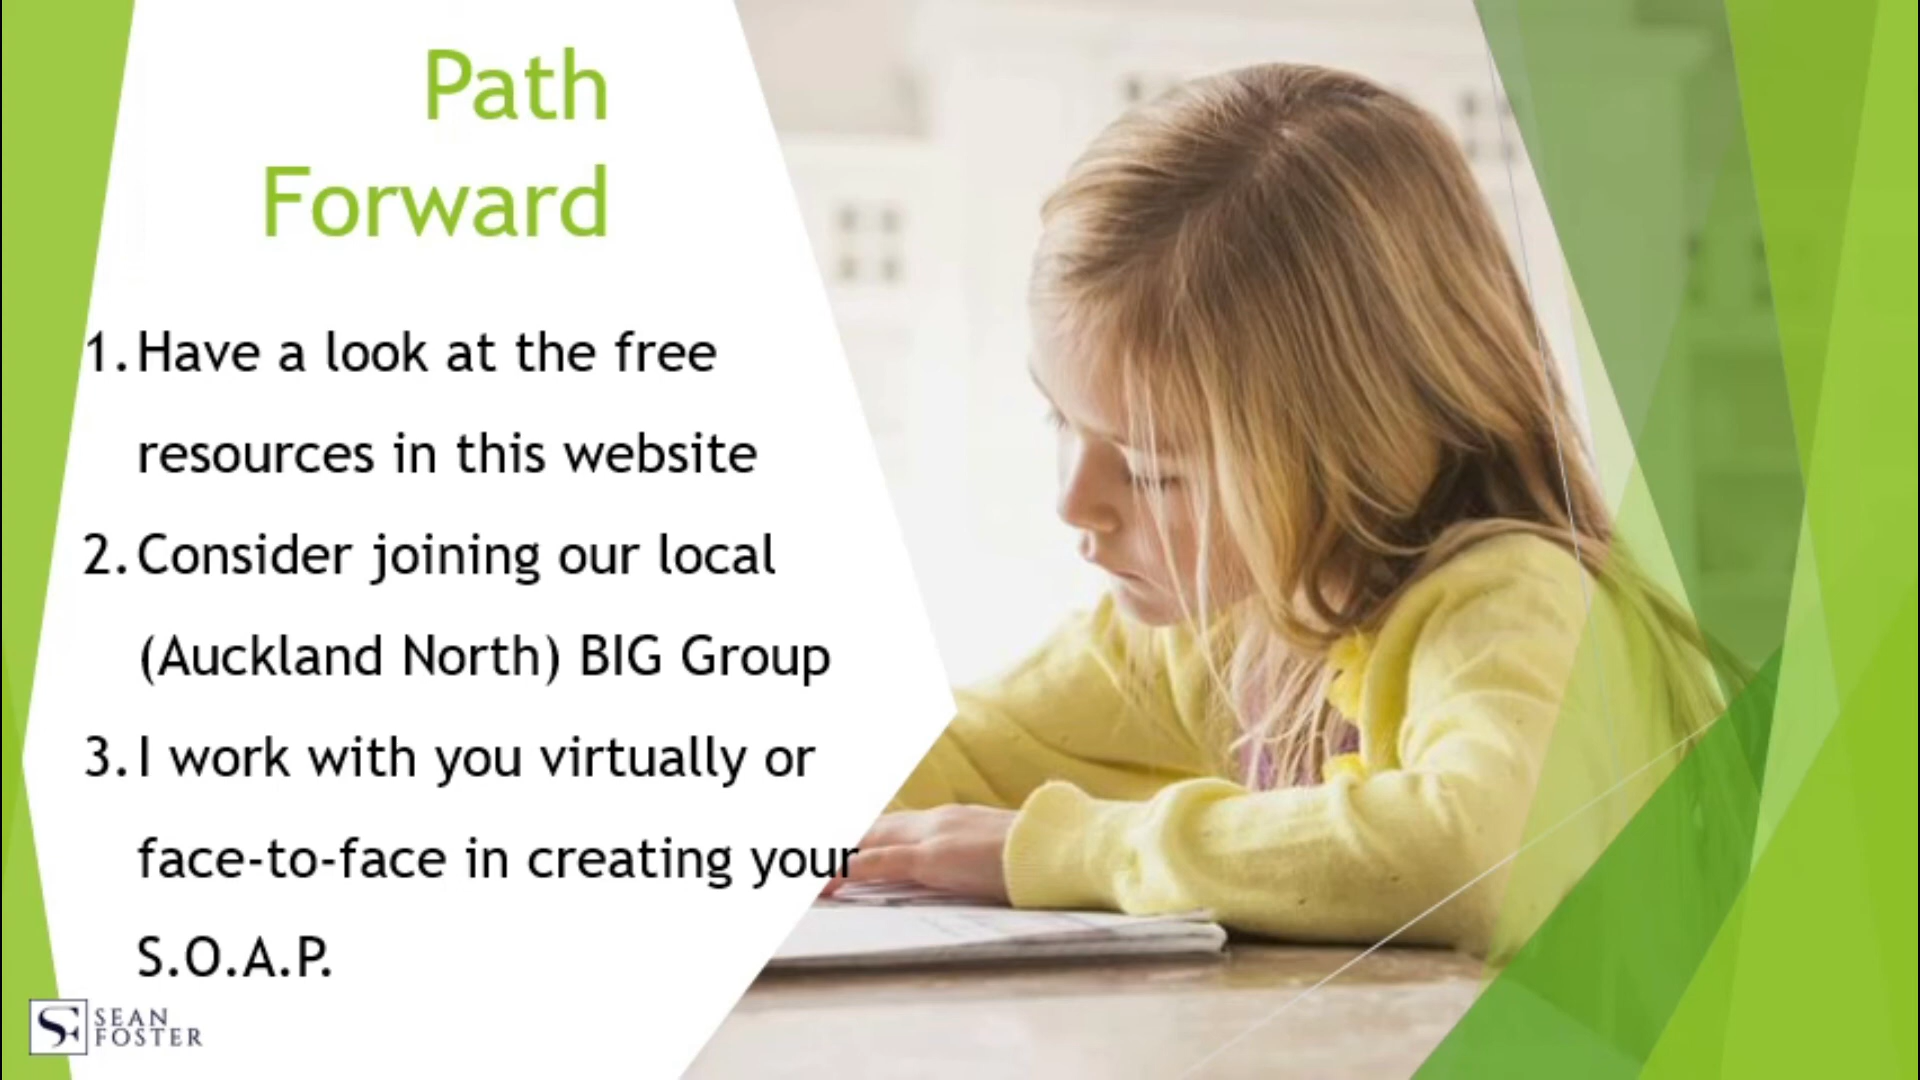 Path
Forward
1. Have a look at the free
resources in this website
2. Consider joining our local
(Auckland North) BIG Group
3. I work with you virtually or
face-to-face in creating your
S.O.A.P.
SF SEAN
FOSTER